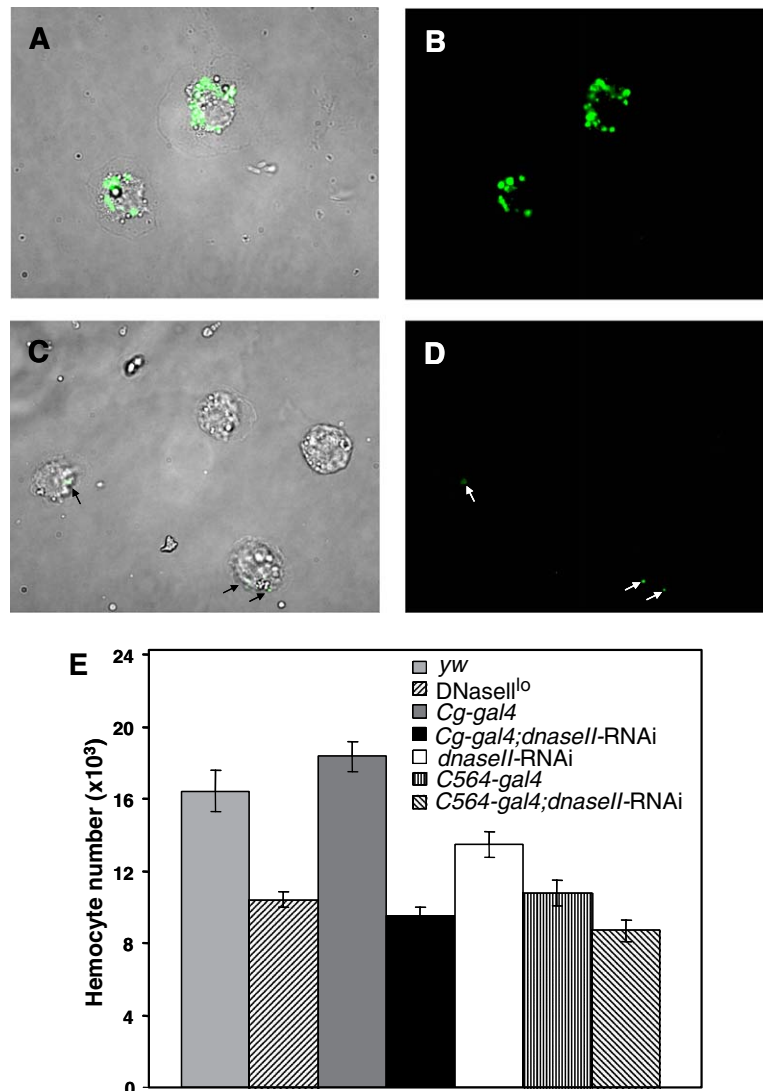 A
B
C
D
E
Hemocyte number (x10³)
24
20
16
12
8
4
0
yw
DNaseII^lo
Cg-gal4
Cg-gal4;dnaseII-RNAi
dnaseII-RNAi
C564-gal4
C564-gal4;dnaseII-RNAi